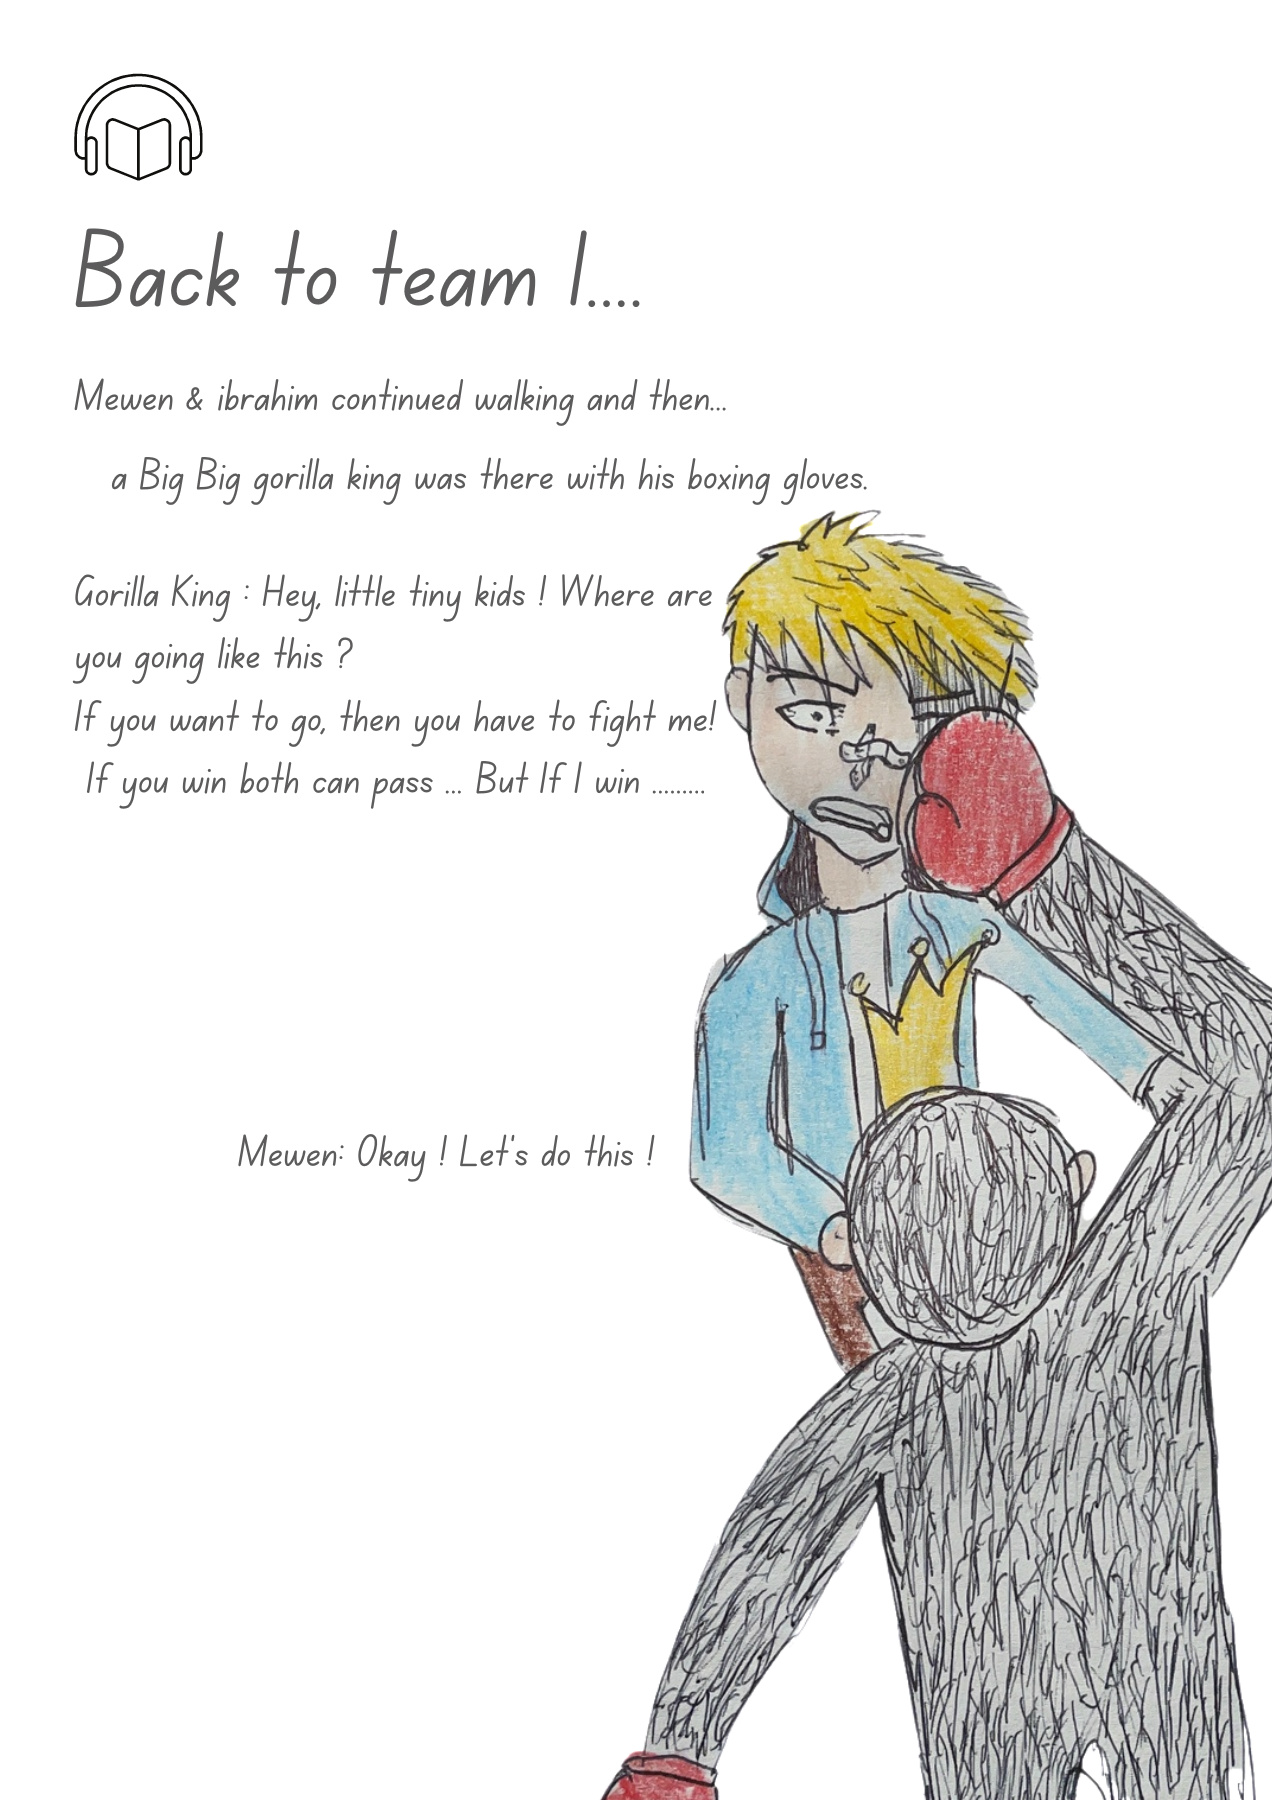 Back to team 1....
Mewen & ibrahim continued walking and then...
a Big Big gorilla king was there with his boxing gloves.
Gorilla King : Hey, little tiny kids ! Where are
you going like this ?
If you want to go, then you have to fight me!
If you win both can pass ... But If I win .........
Mewen: Okay ! Let's do this !